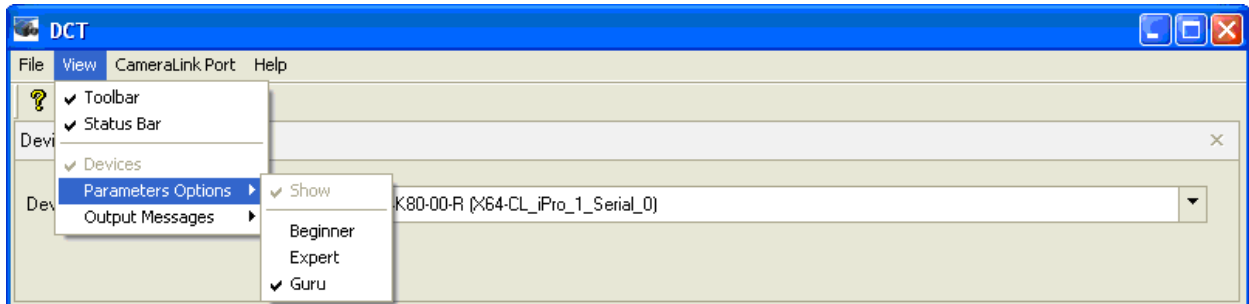 DCT
File View CameraLink Port Help
Toolbar
Status Bar
Devices
Parameters Options
Output Messages
Show
Beginner
Expert
Guru
K80-00-R (X64-CL_iPro_1_Serial_0)